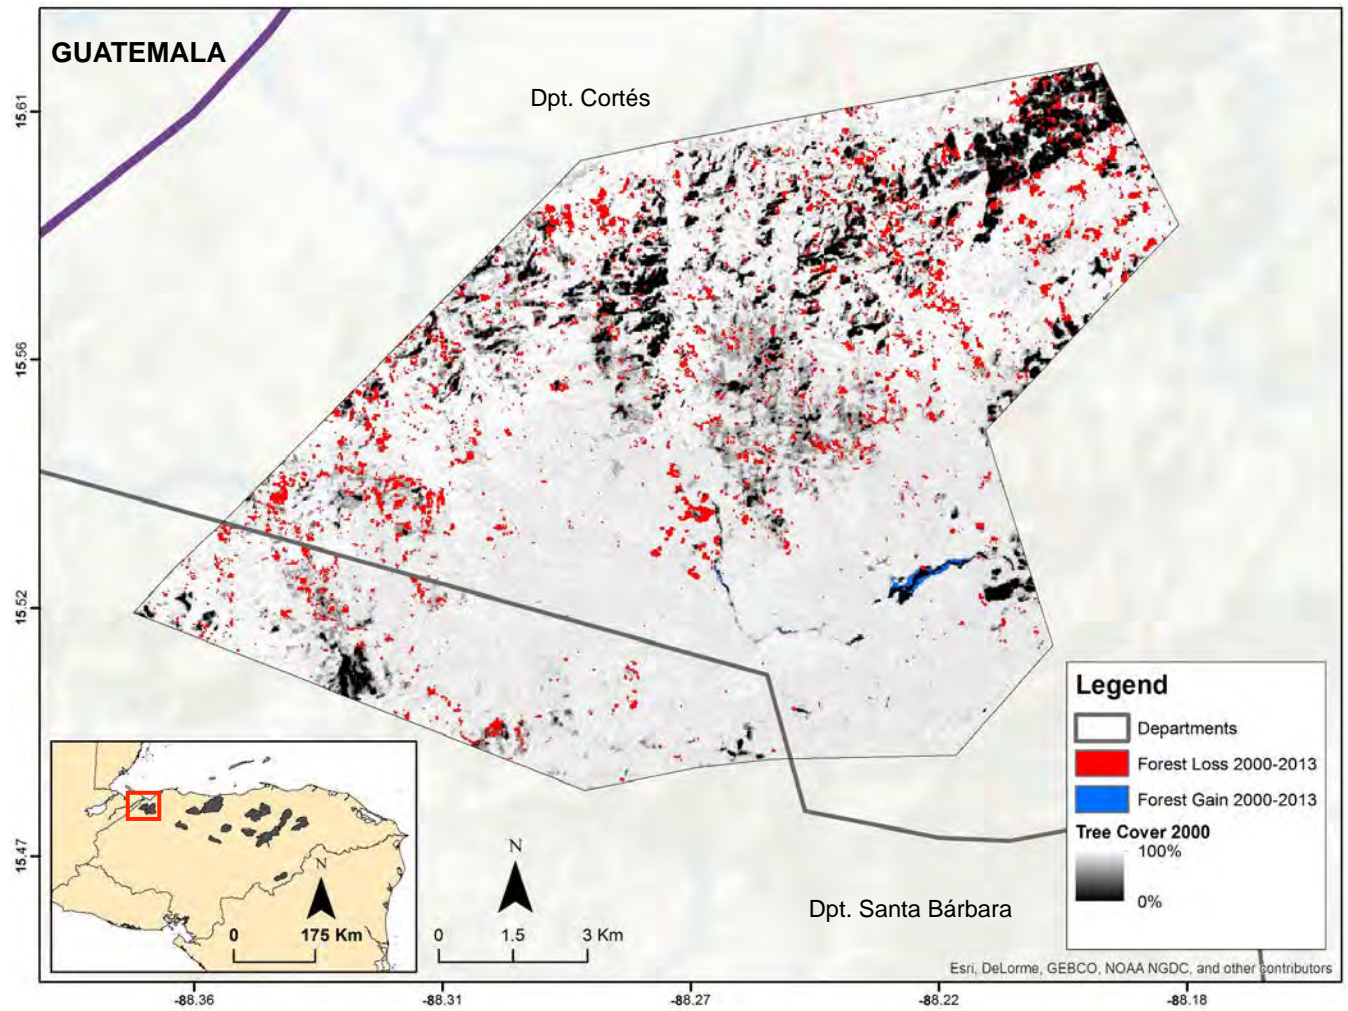 GUATEMALA
Dpt. Cortés
15.61
15.56
15.52
15.47
Legend
Departments
Forest Loss 2000-2013
Forest Gain 2000-2013
Tree Cover 2000
100%
0%
N
0 175 Km
N
0 1.5 3 Km
Dpt. Santa Bárbara
Esri, DeLorme, GEBCO, NOAA NGDC, and other contributors
-88.36 -88.31 -88.27 -88.22 -88.18